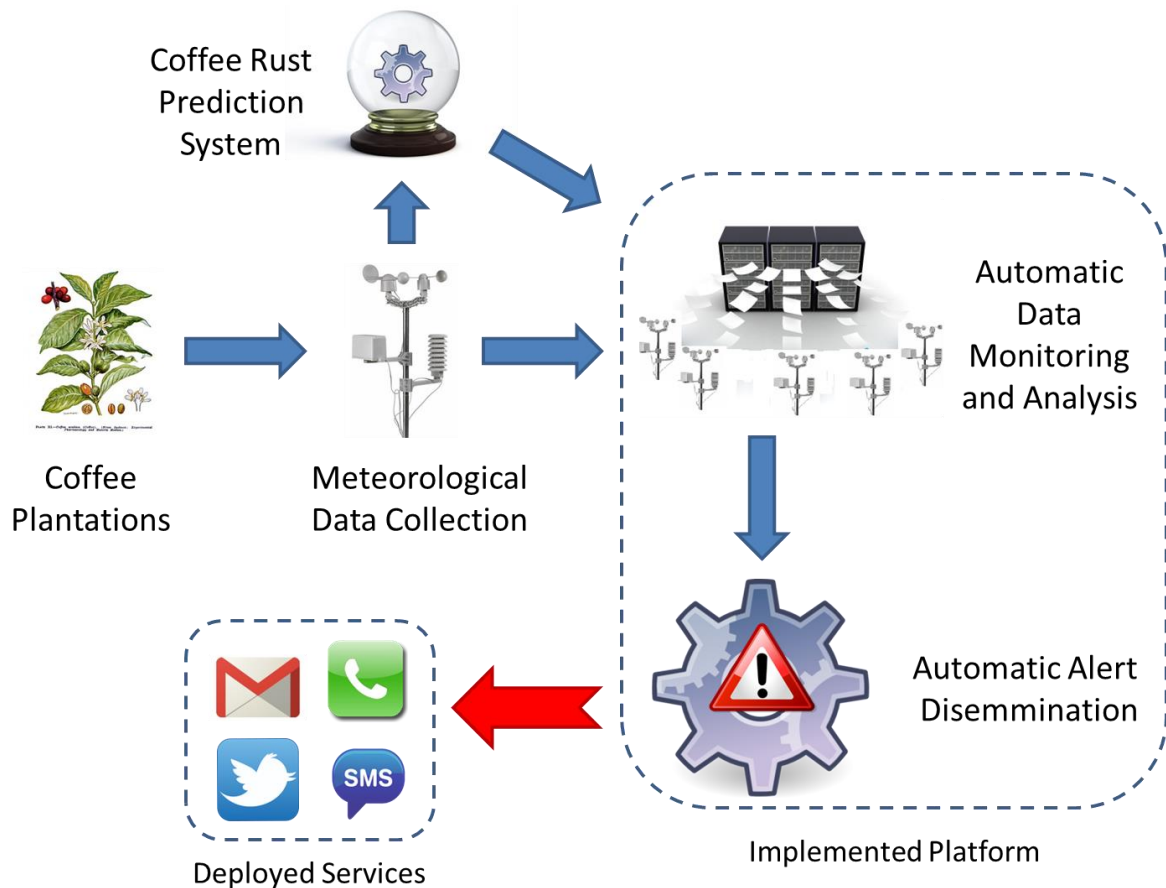 Coffee Rust
Prediction
System
Automatic
Data
Monitoring
and Analysis
Coffee
Plantations
Meteorological
Data Collection
Automatic Alert
Disemmination
SMS
Deployed Services
Implemented Platform